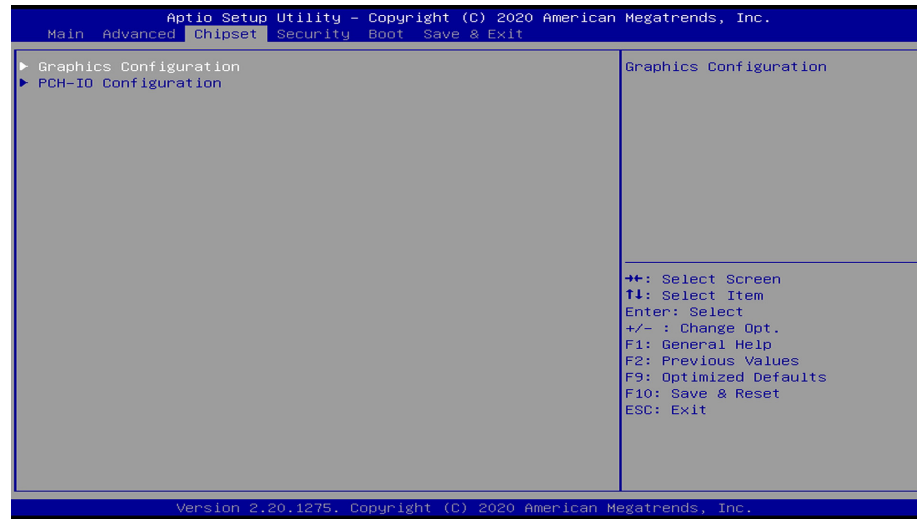 Aptio Setup Utility – Copyright (C) 2020 American Megatrends, Inc.
Main Advanced Chipset Security Boot Save & Exit
▶ Graphics Configuration
▶ PCH-IO Configuration
Graphics Configuration
→←: Select Screen
↑↓: Select Item
Enter: Select
+/- : Change Opt.
F1: General Help
F2: Previous Values
F9: Optimized Defaults
F10: Save & Reset
ESC: Exit
Version 2.20.1275. Copyright (C) 2020 American Megatrends, Inc.